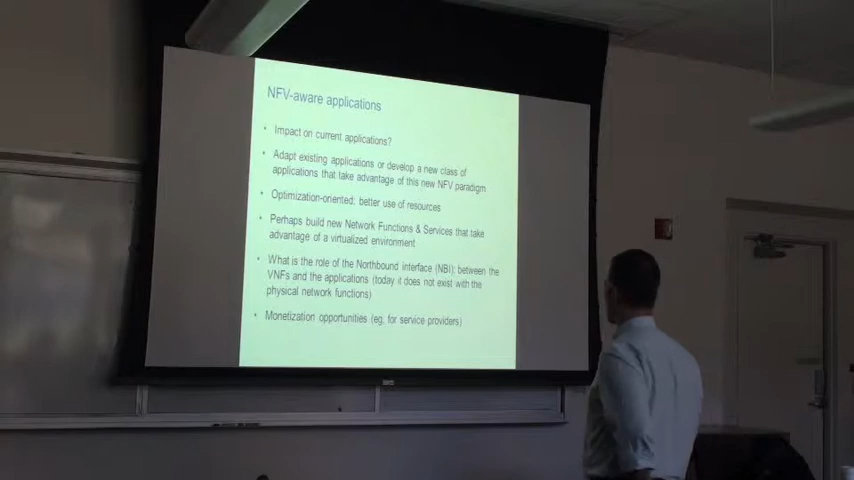 NFV-aware applications
• Impact on current applications?
• Adapt existing applications or develop a new class of
applications that take advantage of this new NFV paradigm
• Optimization-oriented: better use of resources
• Perhaps build new Network Functions & Services that take
advantage of a virtualized environment
• What is the role of the Northbound interface (NBI): between the
VNFs and the applications (today it does not exist with the
physical network functions)
• Monetization opportunities (eg, for service providers)